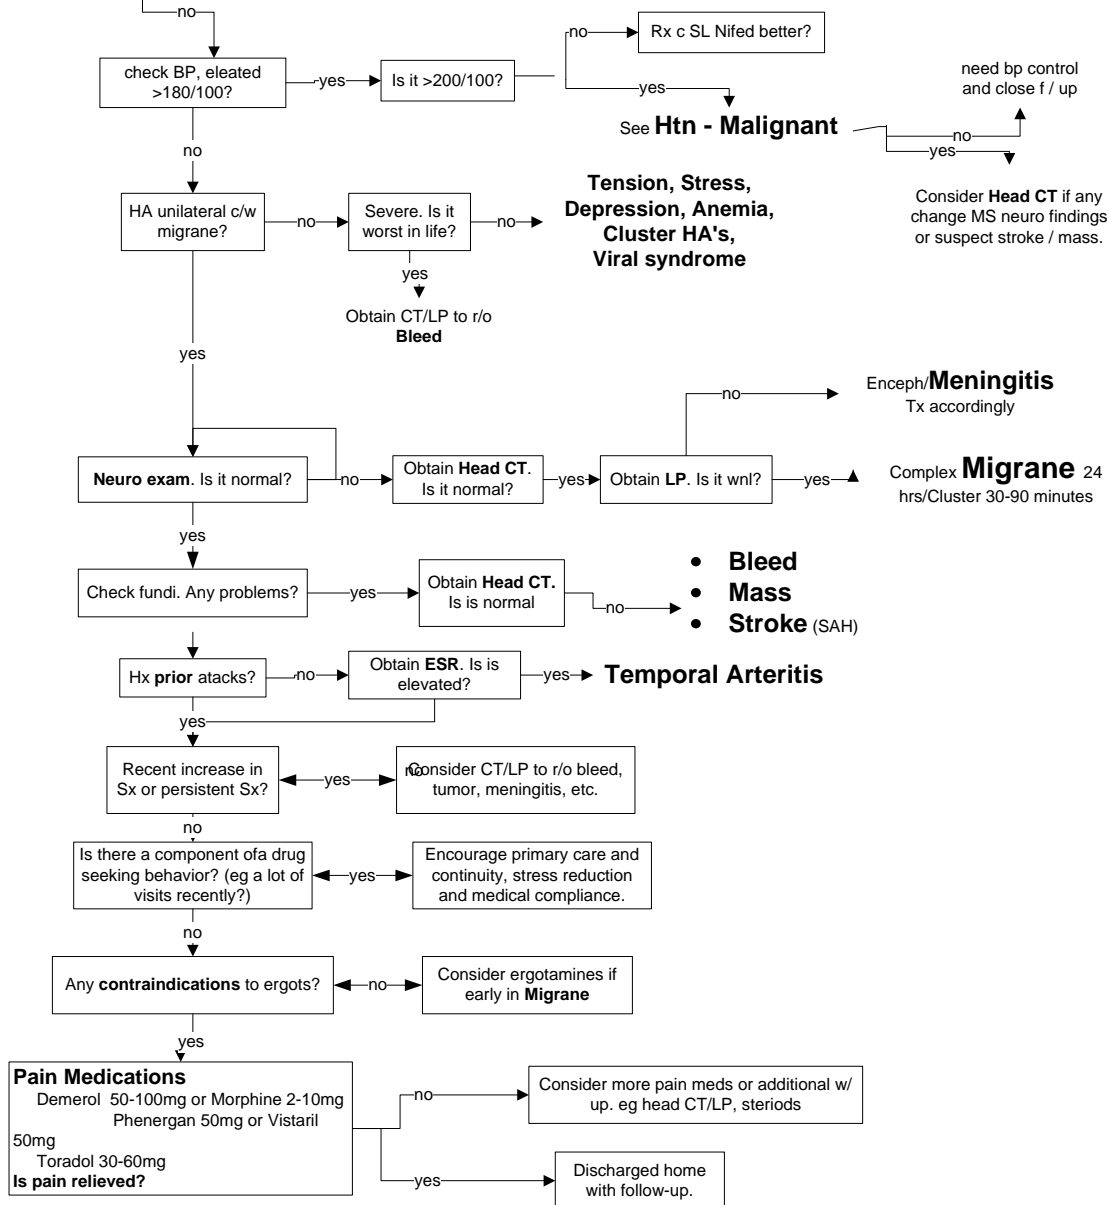 no
check BP, eleated
>180/100?
yes
Is it >200/100?
no
Rx c SL Nifed better?
yes
See Htn - Malignant
need bp control
and close f / up
no
yes
Consider Head CT if any
change MS neuro findings
or suspect stroke / mass.
no
HA unilateral c/w
migrane?
no
Severe. Is it
worst in life?
no
Tension, Stress,
Depression, Anemia,
Cluster HA's,
Viral syndrome
yes
Obtain CT/LP to r/o
Bleed
yes
Neuro exam. Is it normal?
no
Obtain Head CT.
Is it normal?
yes
Obtain LP. Is it wnl?
no
Enceph/Meningitis
Tx accordingly
yes
Complex Migrane 24
hrs/Cluster 30-90 minutes
yes
Check fundi. Any problems?
yes
Obtain Head CT.
Is is normal
no
• Bleed
• Mass
• Stroke (SAH)
Hx prior atacks?
no
Obtain ESR. Is is
elevated?
yes
Temporal Arteritis
yes
Recent increase in
Sx or persistent Sx?
yes
no
Consider CT/LP to r/o bleed,
tumor, meningitis, etc.
no
Is there a component ofa drug
seeking behavior? (eg a lot of
visits recently?)
yes
Encourage primary care and
continuity, stress reduction
and medical compliance.
no
Any contraindications to ergots?
no
Consider ergotamines if
early in Migrane
yes
Pain Medications
Demerol 50-100mg or Morphine 2-10mg
Phenergan 50mg or Vistaril
50mg
Toradol 30-60mg
Is pain relieved?
no
Consider more pain meds or additional w/
up. eg head CT/LP, steriods
yes
Discharged home
with follow-up.